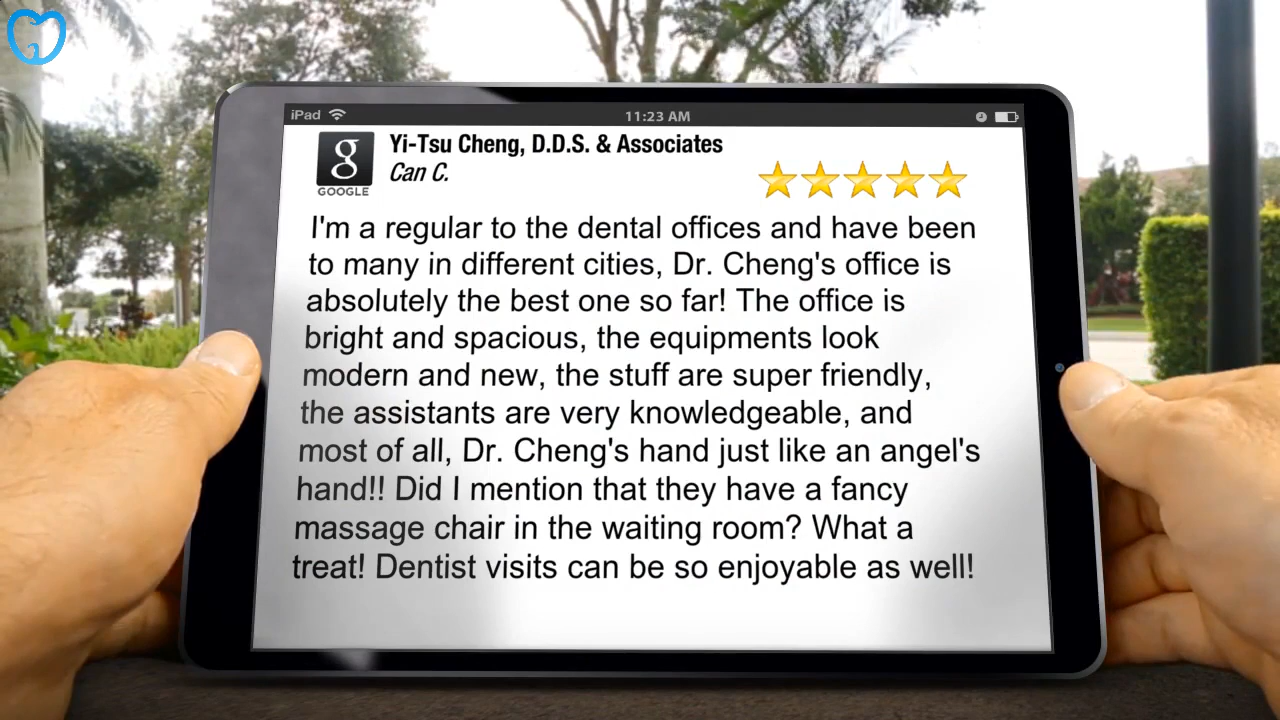 iPad
11:23 AM
g
GOOGLE
Yi-Tsu Cheng, D.D.S. & Associates
Can C.
I'm a regular to the dental offices and have been
to many in different cities, Dr. Cheng's office is
absolutely the best one so far! The office is
bright and spacious, the equipments look
modern and new, the stuff are super friendly,
the assistants are very knowledgeable, and
most of all, Dr. Cheng's hand just like an angel's
hand!! Did I mention that they have a fancy
massage chair in the waiting room? What a
treat! Dentist visits can be so enjoyable as well!